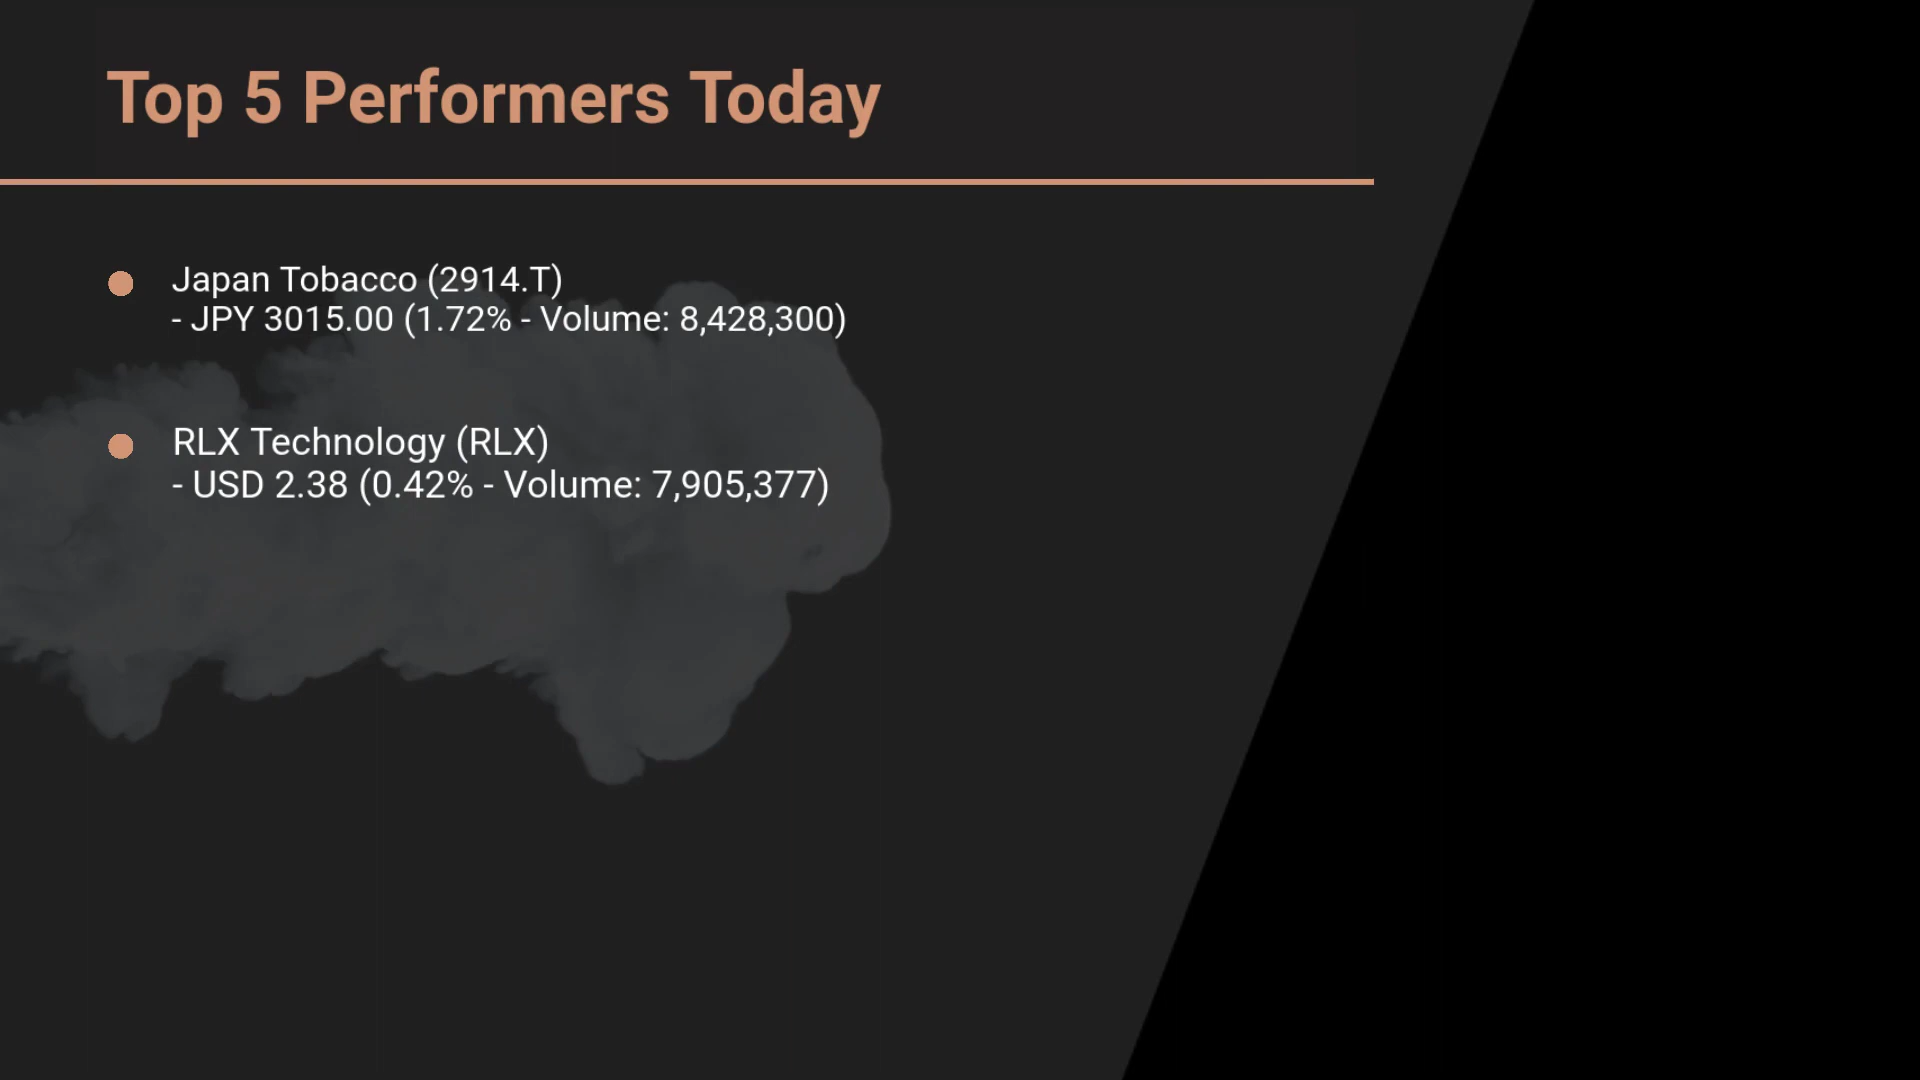 Top 5 Performers Today
Japan Tobacco (2914.T)
- JPY 3015.00 (1.72% - Volume: 8,428,300)
RLX Technology (RLX)
- USD 2.38 (0.42% - Volume: 7,905,377)